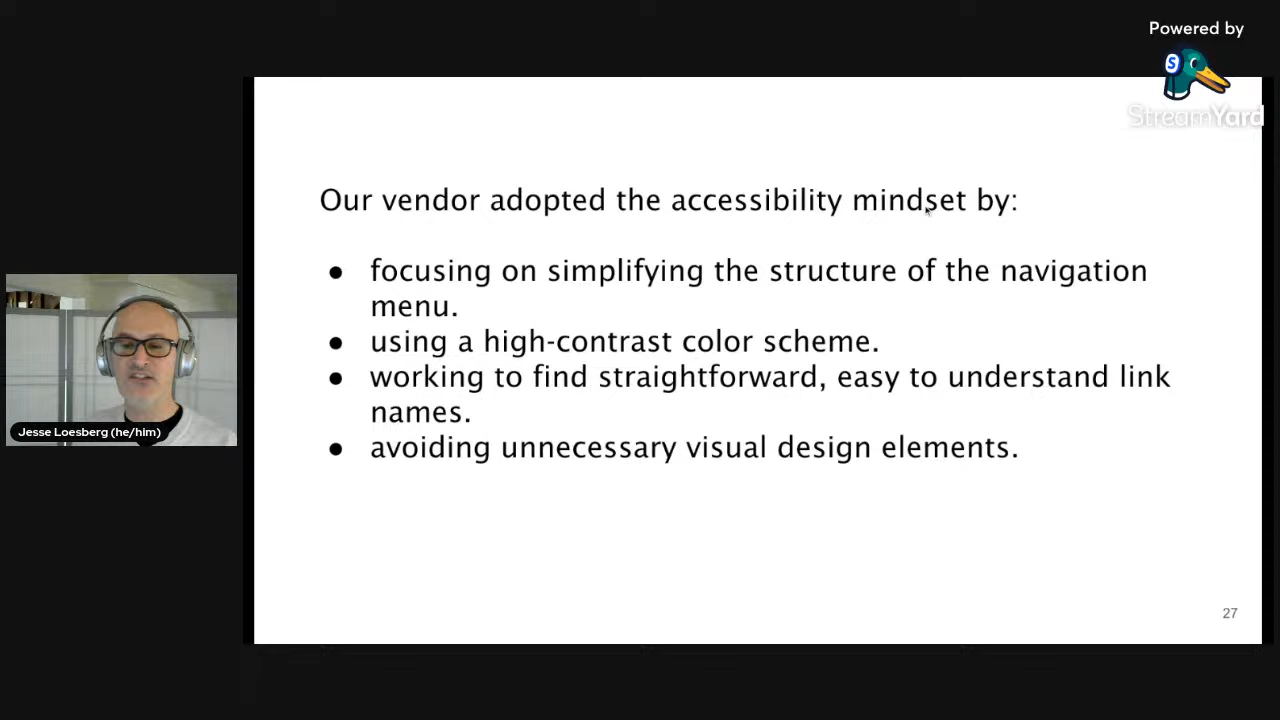 Powered by
StreamYard
Our vendor adopted the accessibility mindset by:
● focusing on simplifying the structure of the navigation
menu.
● using a high-contrast color scheme.
● working to find straightforward, easy to understand link
names.
● avoiding unnecessary visual design elements.
Jesse Loesberg (he/him)
27